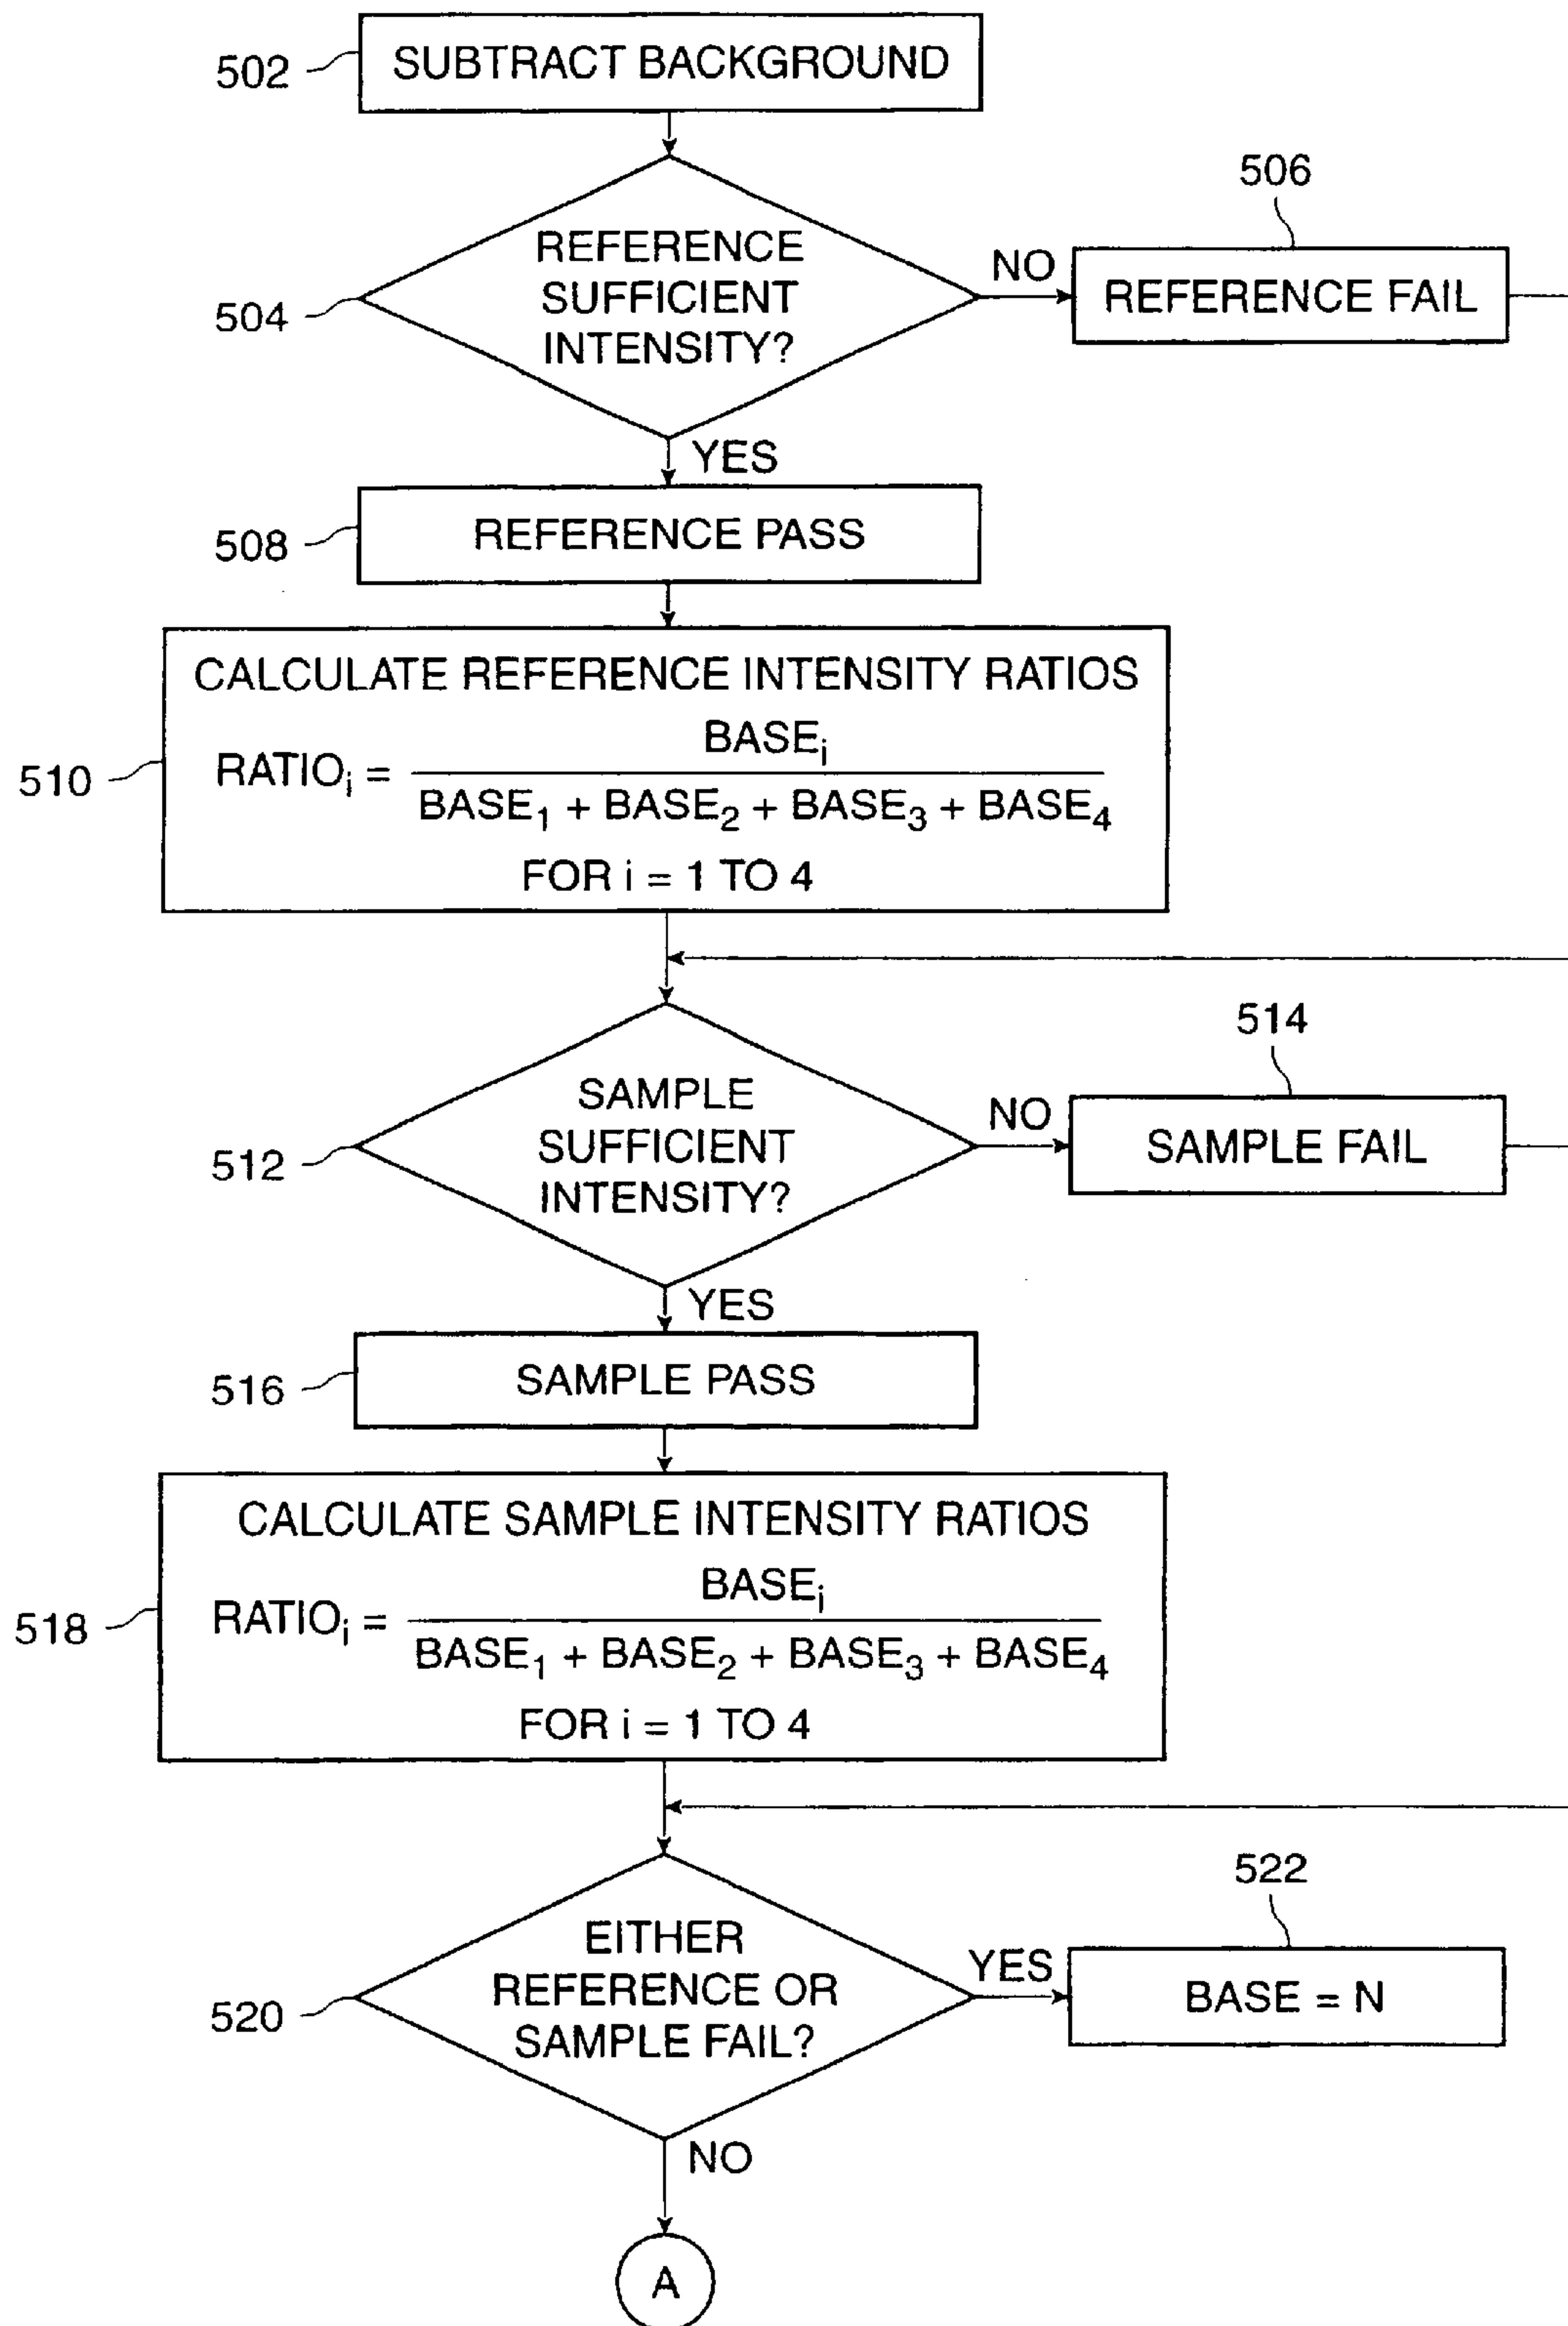 502
SUBTRACT BACKGROUND
506
REFERENCE
SUFFICIENT
INTENSITY?
504
NO
REFERENCE FAIL
YES
508
REFERENCE PASS
CALCULATE REFERENCE INTENSITY RATIOS
510
RATIOi = BASEi
BASE1 + BASE2 + BASE3 + BASE4
FOR i = 1 TO 4
514
SAMPLE
SUFFICIENT
INTENSITY?
512
NO
SAMPLE FAIL
YES
516
SAMPLE PASS
CALCULATE SAMPLE INTENSITY RATIOS
518
RATIOi = BASEi
BASE1 + BASE2 + BASE3 + BASE4
FOR i = 1 TO 4
522
EITHER
REFERENCE OR
SAMPLE FAIL?
520
YES
BASE = N
NO
A